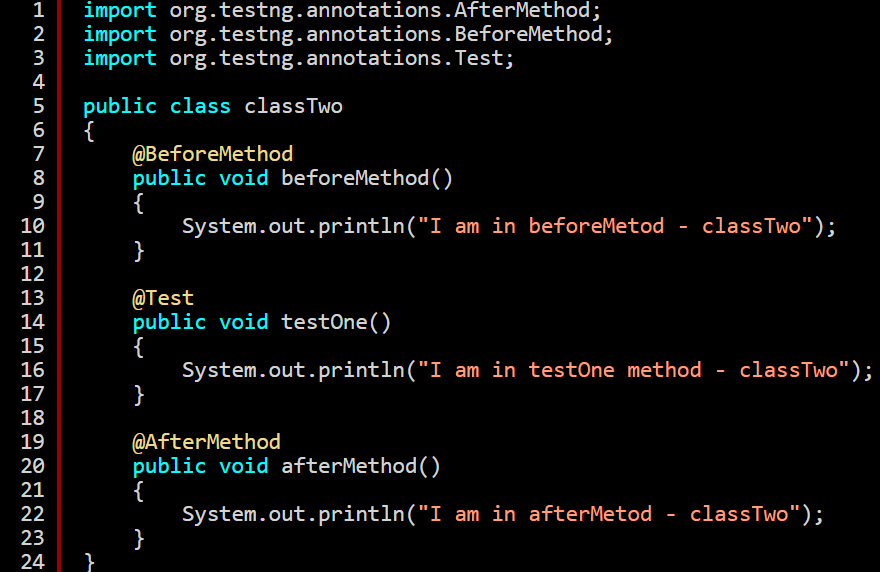 1 import org.testng.annotations.AfterMethod;
2 import org.testng.annotations.BeforeMethod;
3 import org.testng.annotations.Test;
4
5 public class classTwo
6 {
7     @BeforeMethod
8     public void beforeMethod()
9     {
10         System.out.println("I am in beforeMetod - classTwo");
11     }
12
13     @Test
14     public void testOne()
15     {
16         System.out.println("I am in testOne method - classTwo");
17     }
18
19     @AfterMethod
20     public void afterMethod()
21     {
22         System.out.println("I am in afterMetod - classTwo");
23     }
24 }